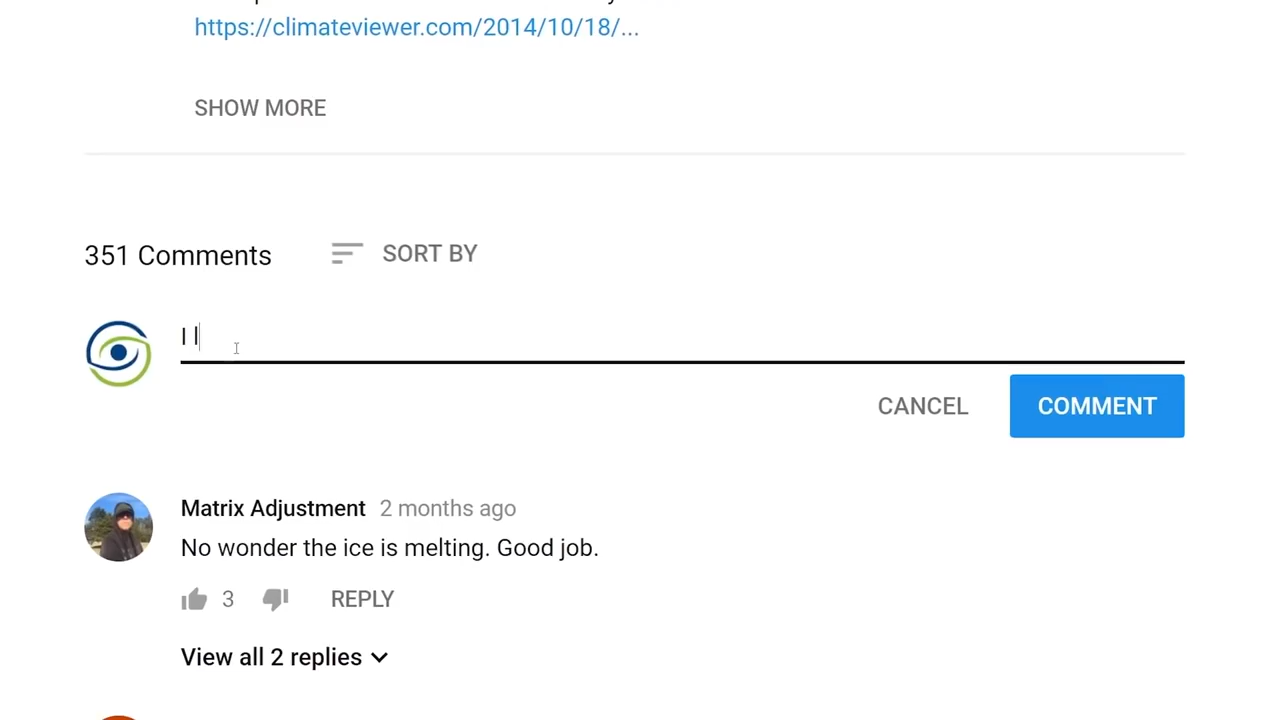 https://climateviewer.com/2014/10/18/...
SHOW MORE
351 Comments SORT BY
I l
CANCEL COMMENT
Matrix Adjustment 2 months ago
No wonder the ice is melting. Good job.
3 REPLY
View all 2 replies